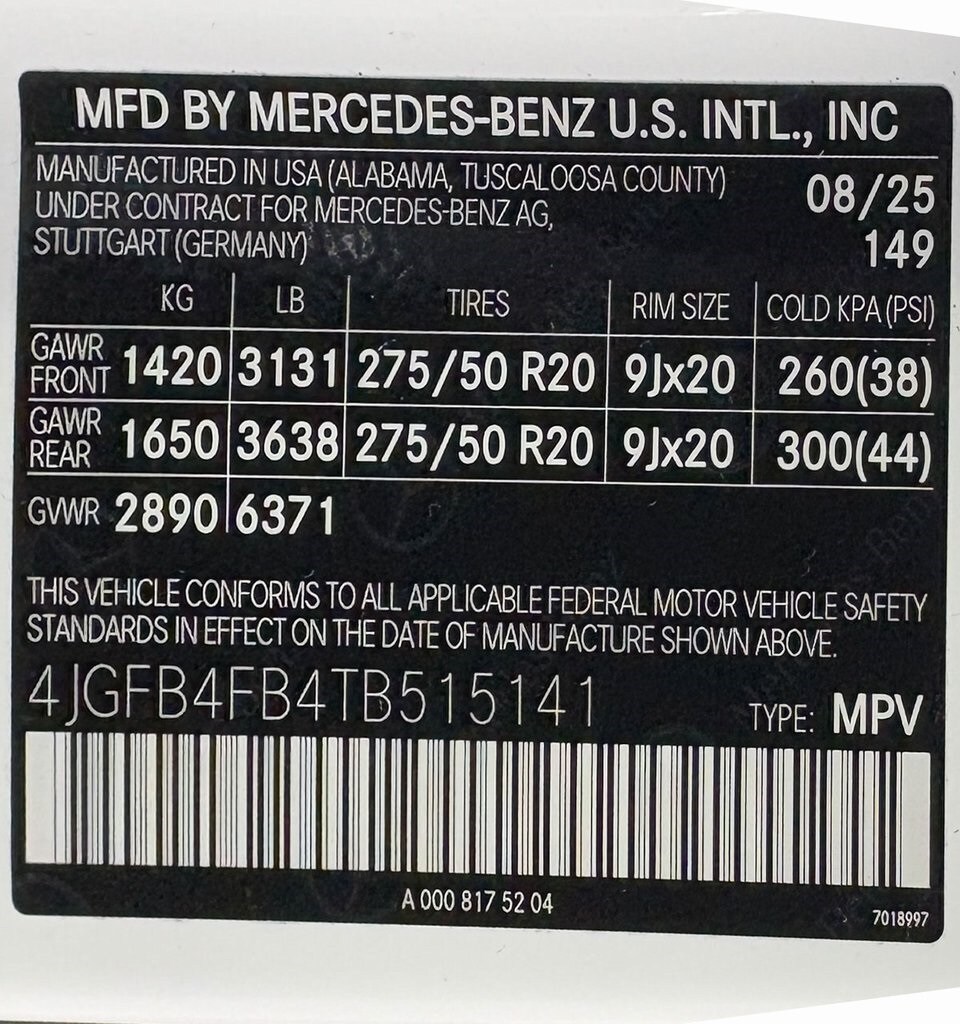 MFD BY MERCEDES-BENZ U.S. INTL., INC
MANUFACTURED IN USA (ALABAMA, TUSCALOOSA COUNTY) 08/25
UNDER CONTRACT FOR MERCEDES-BENZ AG,
STUTTGART (GERMANY) 149
KG LB TIRES RIM SIZE COLD KPA (PSI)
GAWR FRONT 1420 3131 275/50 R20 9Jx20 260(38)
GAWR REAR 1650 3638 275/50 R20 9Jx20 300(44)
GVWR 2890 6371
THIS VEHICLE CONFORMS TO ALL APPLICABLE FEDERAL MOTOR VEHICLE SAFETY
STANDARDS IN EFFECT ON THE DATE OF MANUFACTURE SHOWN ABOVE.
4JGFB4FB4TB515141 TYPE: MPV
A 000 817 52 04
7018997